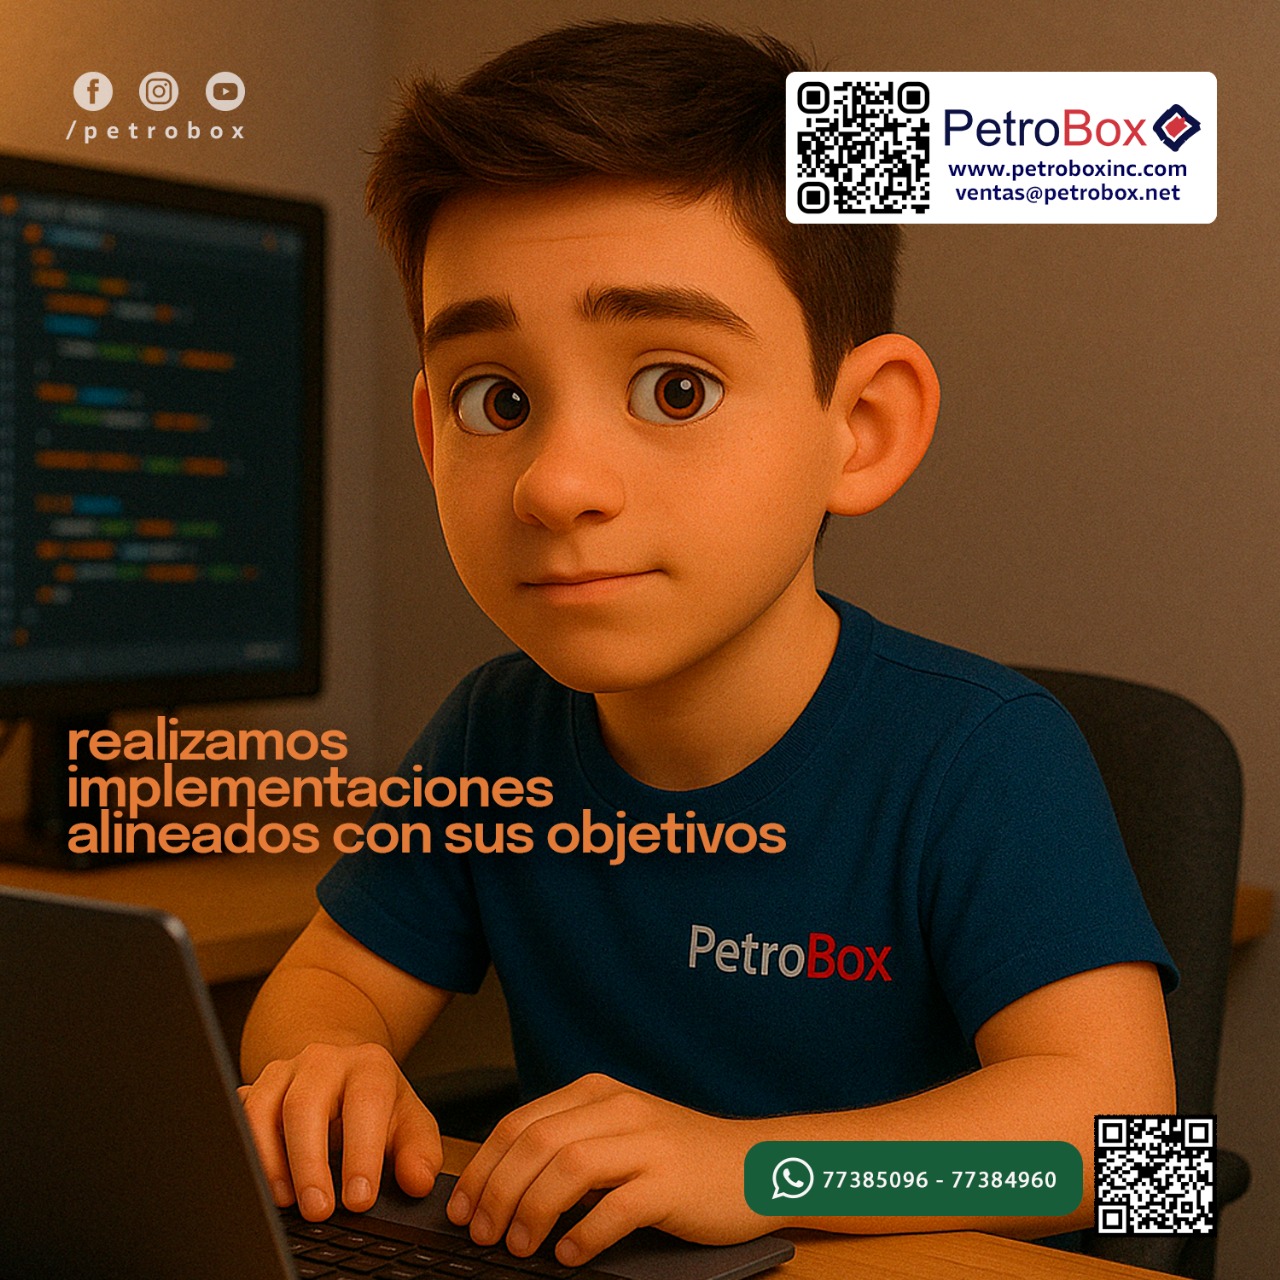 /petrobox
PetroBox
www.petroboxinc.com
ventas@petrobox.net
realizamos
implementaciones
alineados con sus objetivos
PetroBox
77385096 - 77384960